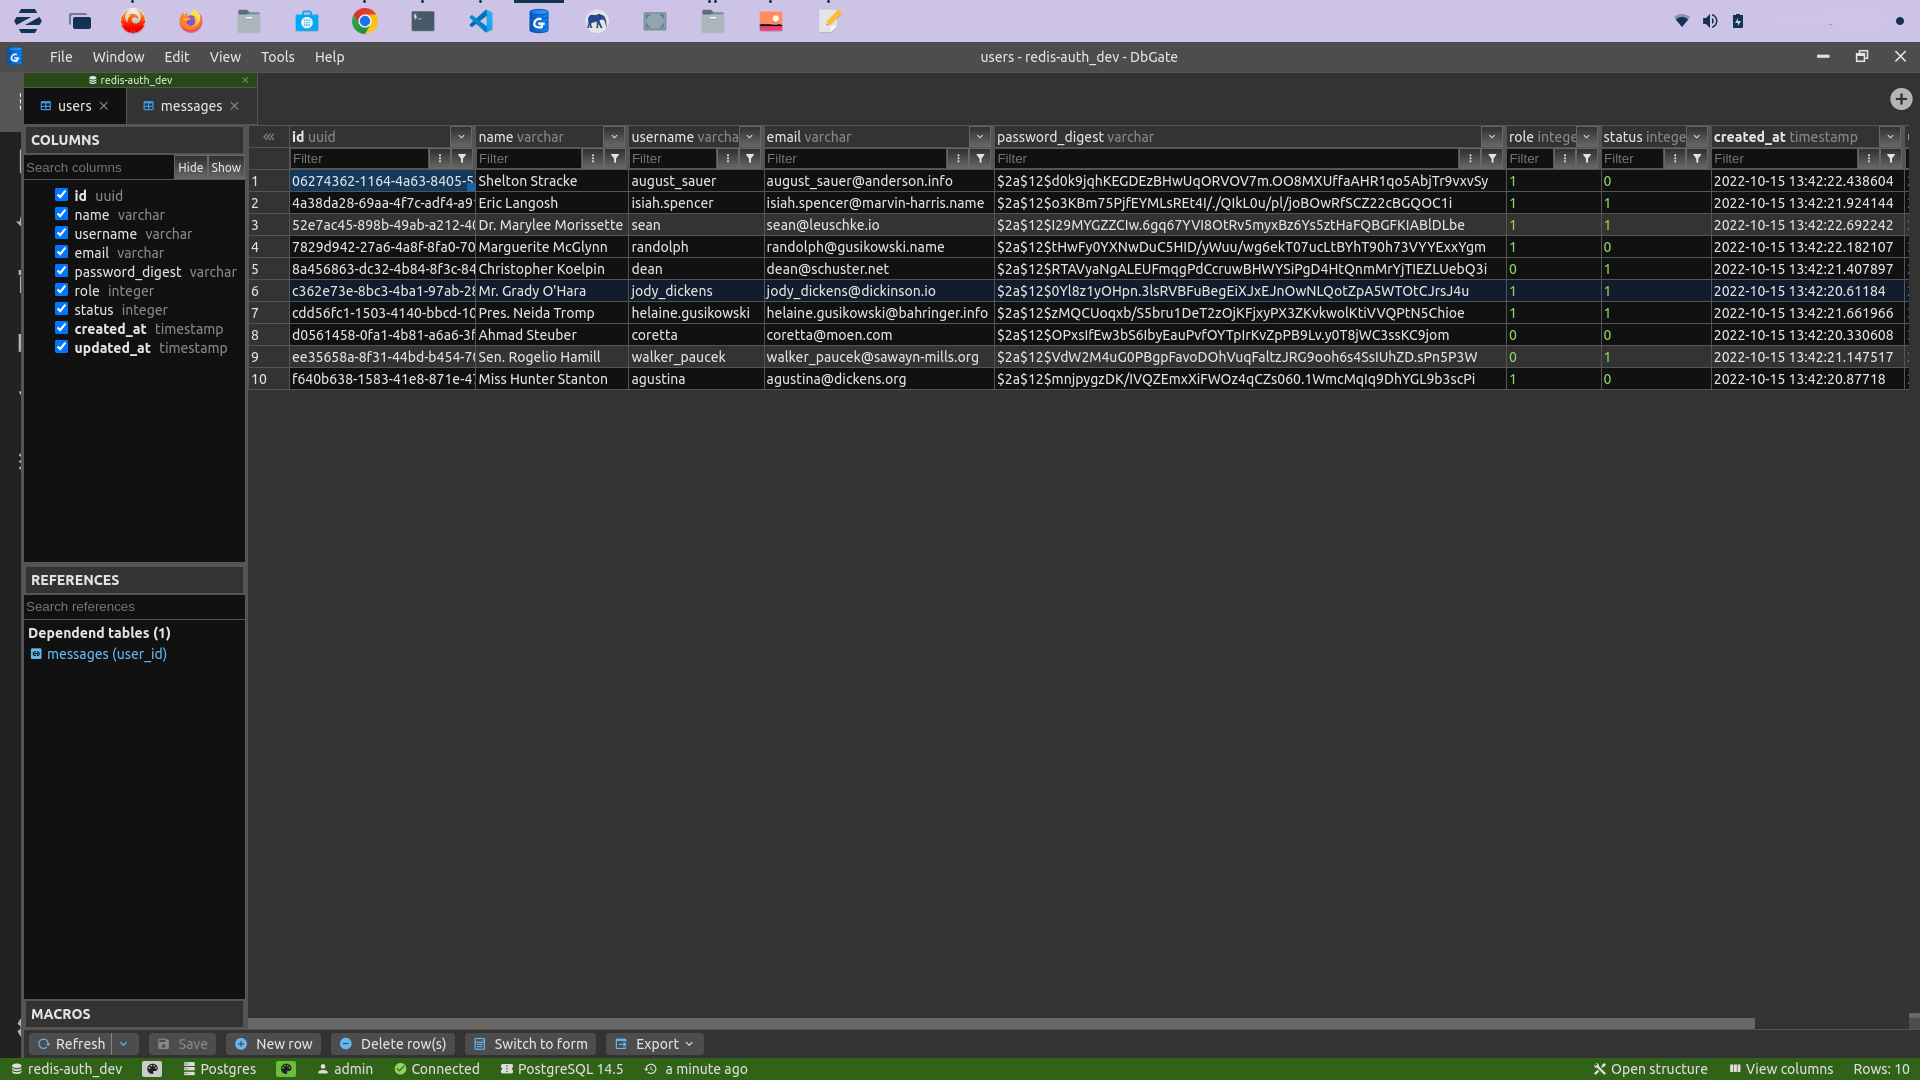 File Window Edit View Tools Help
users - redis-auth_dev - DbGate
redis-auth_dev
users messages
COLUMNS
Search columns Hide Show
id uuid
name varchar
username varchar
email varchar
password_digest varchar
role integer
status integer
created_at timestamp
updated_at timestamp
REFERENCES
Search references
Dependend tables (1)
messages (user_id)
MACROS
id uuid name varchar username varcha email varchar password_digest varchar role intege status intege created_at timestamp
Filter Filter Filter Filter Filter Filter Filter Filter
1 06274362-1164-4a63-8405-5 Shelton Stracke august_sauer august_sauer@anderson.info $2a$12$d0k9jqhKEGDEzBHwUqORVOV7m.OO8MXUffaAHR1qo5AbjTr9vxvSy 1 0 2022-10-15 13:42:22.438604
2 4a38da28-69aa-4f7c-adf4-a9 Eric Langosh isiah.spencer isiah.spencer@marvin-harris.name $2a$12$o3KBm75PjfEYMLsREt4I/./QIkL0u/pl/joBOwRfSCZ22cBGQOC1i 1 1 2022-10-15 13:42:21.924144
3 52e7ac45-898b-49ab-a212-40 Dr. Marylee Morissette sean sean@leuschke.io $2a$12$I29MYGZZCIw.6gq67YVI8OtRv5myxBz6Ys5ztHaFQBGFKIABlDLbe 1 1 2022-10-15 13:42:22.692242
4 7829d942-27a6-4a8f-8fa0-70 Marguerite McGlynn randolph randolph@gusikowski.name $2a$12$tHwFy0YXNwDuC5HID/yWuu/wg6ekT07ucLtBYhT90h73VYYExxYgm 1 0 2022-10-15 13:42:22.182107
5 8a456863-dc32-4b84-8f3c-84 Christopher Koelpin dean dean@schuster.net $2a$12$RTAVyaNgALEUFmqgPdCcruwBHWYSiPgD4HtQnmMrYjTIEZLUebQ3i 0 1 2022-10-15 13:42:21.407897
6 c362e73e-8bc3-4ba1-97ab-28 Mr. Grady O'Hara jody_dickens jody_dickens@dickinson.io $2a$12$0Yl8z1yOHpn.3lsRVBFuBegEiXJxEJnOwNLQotZpA5WTOtCJrsJ4u 1 1 2022-10-15 13:42:20.61184
7 cdd56fc1-1503-4140-bbcd-10 Pres. Neida Tromp helaine.gusikowski helaine.gusikowski@bahringer.info $2a$12$zMQCUoqxb/S5bru1DeT2zOjKFjxyPX3ZKvkwolKtiVVQPtN5Chioe 1 1 2022-10-15 13:42:21.661966
8 d0561458-0fa1-4b81-a6a6-3f Ahmad Steuber coretta coretta@moen.com $2a$12$OPxsIfEw3bS6IbyEauPvfOYTpIrKvZpPB9Lv.y0T8jWC3ssKC9jom 0 0 2022-10-15 13:42:20.330608
9 ee35658a-8f31-44bd-b454-70 Sen. Rogelio Hamill walker_paucek walker_paucek@sawayn-mills.org $2a$12$VdW2M4uG0PBgpFavoDOhVuqFaltzJRG9ooh6s4SsIUhZD.sPn5P3W 0 1 2022-10-15 13:42:21.147517
10 f640b638-1583-41e8-871e-47 Miss Hunter Stanton agustina agustina@dickens.org $2a$12$mnjpygzDK/IVQZEmxXiFWOz4qCZs060.1WmcMqIq9DhYGL9b3scPi 1 0 2022-10-15 13:42:20.87718
Refresh Save New row Delete row(s) Switch to form Export
redis-auth_dev Postgres admin Connected PostgreSQL 14.5 a minute ago Open structure View columns Rows: 10